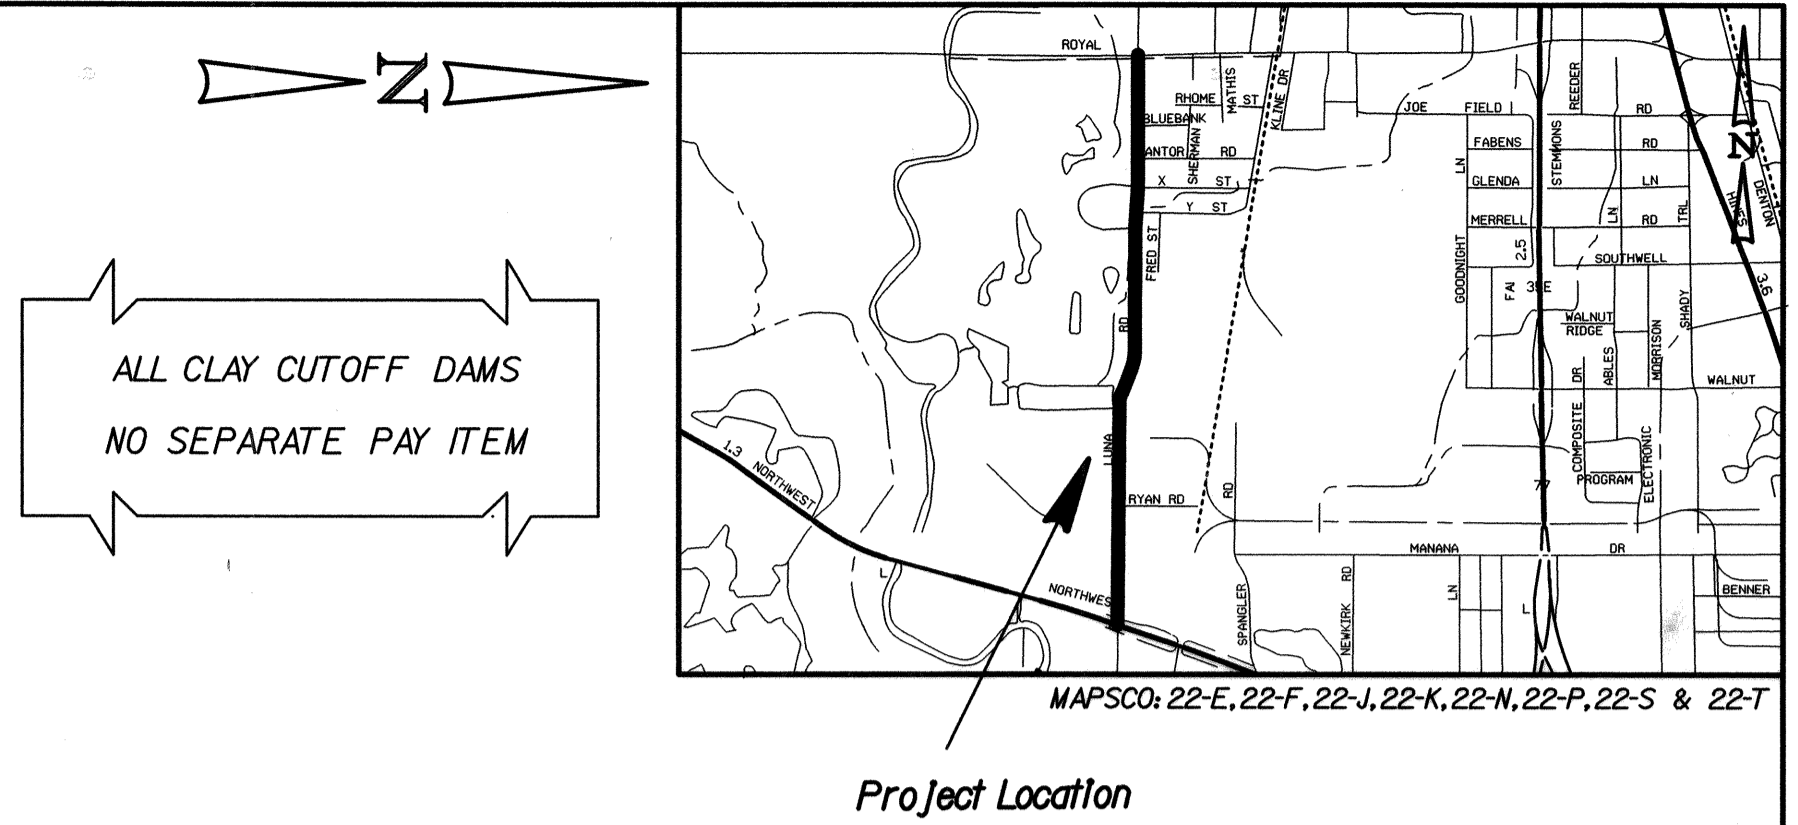 N
ALL CLAY CUTOFF DAMS
NO SEPARATE PAY ITEM
ROYAL
RHOME ST
MATHIS
BLUEBANK
SHERMAN
ANTOR RD
X ST
Y ST
FRED ST
KLINE DR
JOE FIELD RD
REEDER
FABENS RD
GLENDA LN
MERRELL RD
STEMMONS
LN
TRL
LN
GOODNIGHT
2.5
SOUTHWELL
FAI 35E
WALNUT
RIDGE
SHADY
MORRISON
ABLES
DR
WALNUT
COMPOSITE
ELECTRONIC
PROGRAM
77
N
HINES
DENTON
3.6
RD
LUNA
RYAN RD
RD
1.3 NORTHWEST
L
NORTHWES
MANANA DR
SPANGLER
NEWKIRK RD
LN
L
BENNER
MAPSCO: 22-E, 22-F, 22-J, 22-K, 22-N, 22-P, 22-S & 22-T
Project Location